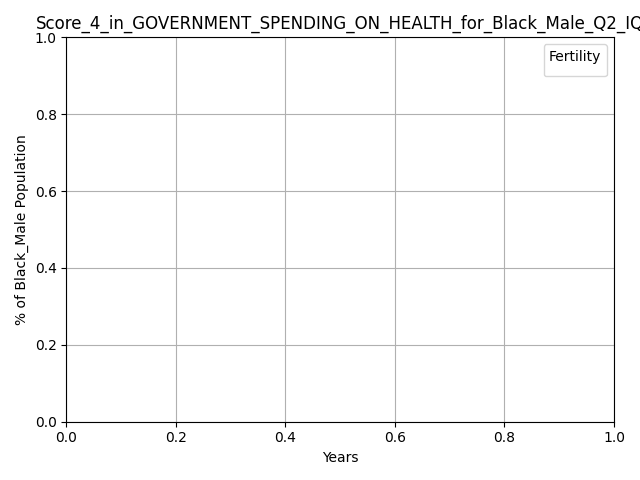 Score_4_in_GOVERNMENT_SPENDING_ON_HEALTH_for_Black_Male_Q2_IQ
Fertility
1.0
0.8
0.6
0.4
0.2
0.0
% of Black_Male Population
0.0 0.2 0.4 0.6 0.8 1.0
Years